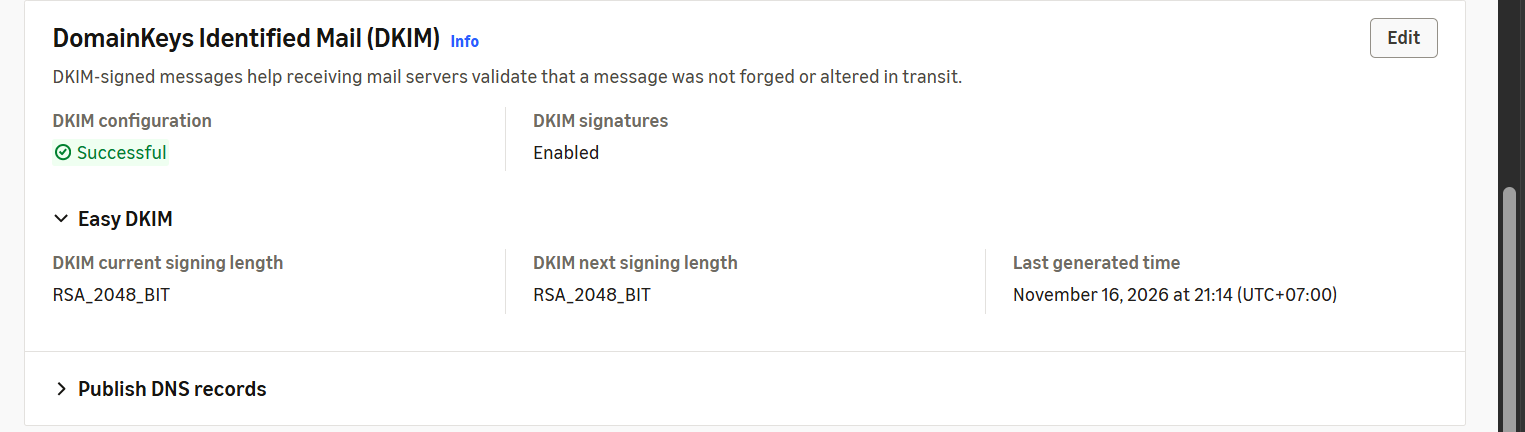 DomainKeys Identified Mail (DKIM) Info
Edit
DKIM-signed messages help receiving mail servers validate that a message was not forged or altered in transit.
DKIM configuration
Successful
DKIM signatures
Enabled
Easy DKIM
DKIM current signing length
RSA_2048_BIT
DKIM next signing length
RSA_2048_BIT
Last generated time
November 16, 2026 at 21:14 (UTC+07:00)
Publish DNS records